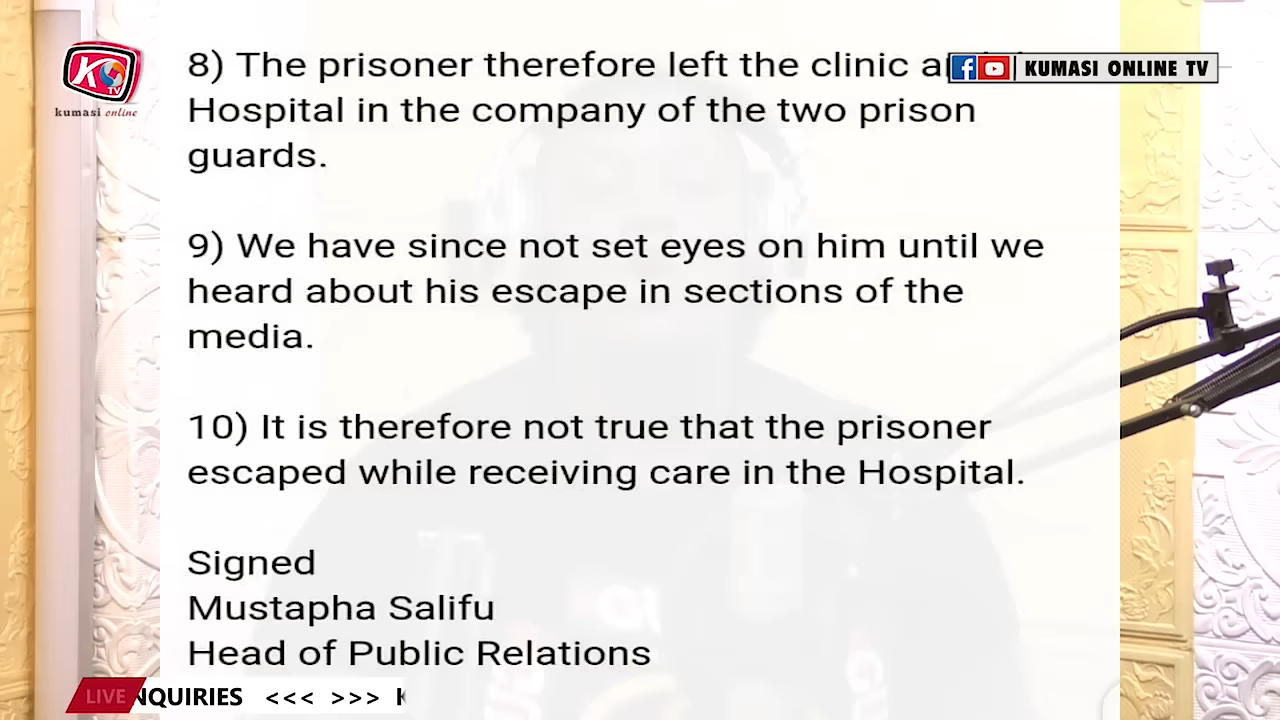 8) The prisoner therefore left the clinic
Hospital in the company of the two prison
guards.
9) We have since not set eyes on him until we
heard about his escape in sections of the
media.
10) It is therefore not true that the prisoner
escaped while receiving care in the Hospital.
Signed
Mustapha Salifu
Head of Public Relations
KO TV
kumasi online
KUMASI ONLINE TV
LIVE
NQUIRIES <<< >>>